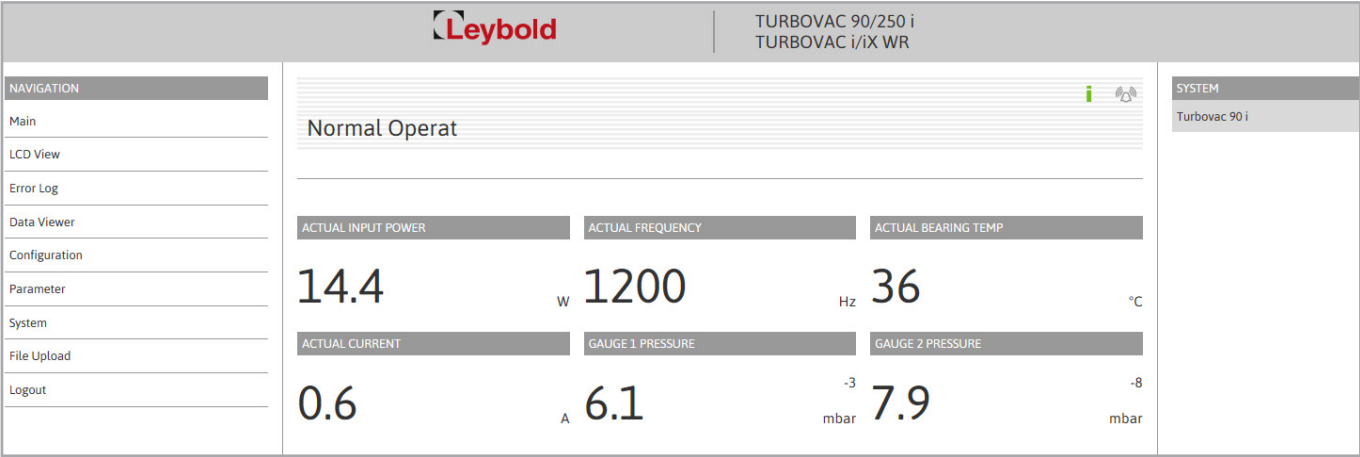 Leybold
TURBOVAC 90/250 i
TURBOVAC i/iX WR
NAVIGATION
Main
LCD View
Error Log
Data Viewer
Configuration
Parameter
System
File Upload
Logout
i
Normal Operat
ACTUAL INPUT POWER
14.4 W
ACTUAL FREQUENCY
1200 Hz
ACTUAL BEARING TEMP
36 °C
ACTUAL CURRENT
0.6 A
GAUGE 1 PRESSURE
-3
6.1 mbar
GAUGE 2 PRESSURE
-8
7.9 mbar
SYSTEM
Turbovac 90 i